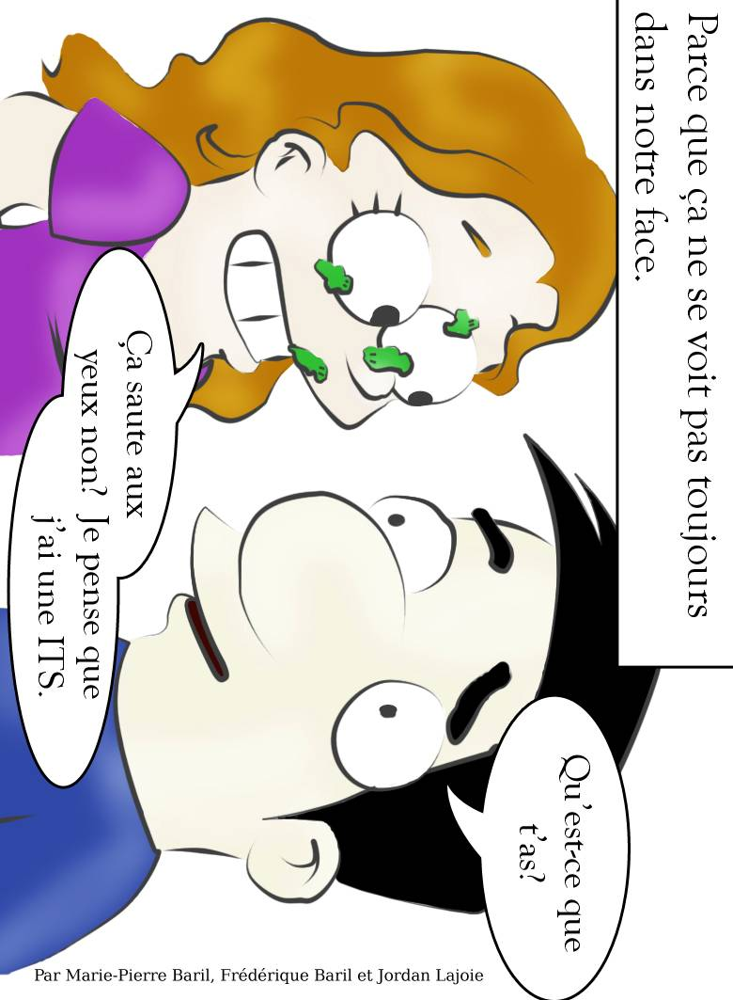 Parce que ça ne se voit pas toujours
dans notre face.
Qu'est-ce que
t'as?
Ça saute aux
yeux non? Je pense que
j'ai une ITS.
Par Marie-Pierre Baril, Frédérique Baril et Jordan Lajoie